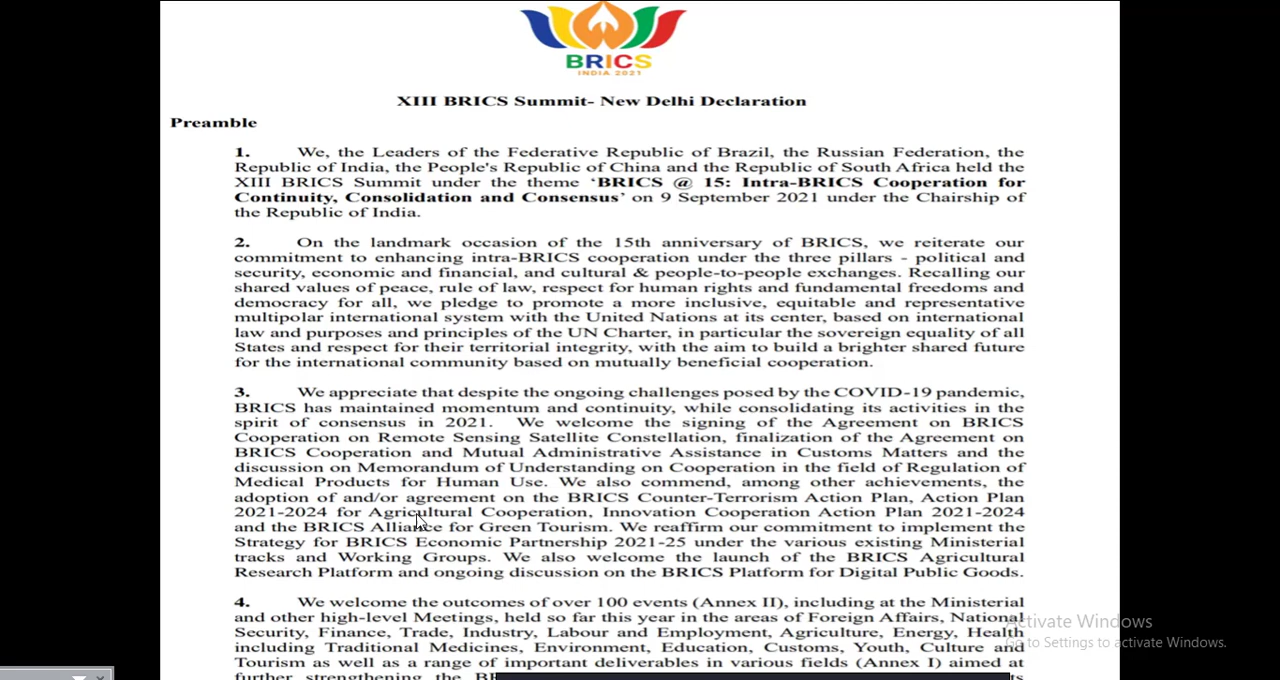 BRICS
INDIA 2021
XIII BRICS Summit- New Delhi Declaration
Preamble
1. We, the Leaders of the Federative Republic of Brazil, the Russian Federation, the
Republic of India, the People's Republic of China and the Republic of South Africa held the
XIII BRICS Summit under the theme ‘BRICS @ 15: Intra-BRICS Cooperation for
Continuity, Consolidation and Consensus’ on 9 September 2021 under the Chairship of
the Republic of India.
2. On the landmark occasion of the 15th anniversary of BRICS, we reiterate our
commitment to enhancing intra-BRICS cooperation under the three pillars - political and
security, economic and financial, and cultural & people-to-people exchanges. Recalling our
shared values of peace, rule of law, respect for human rights and fundamental freedoms and
democracy for all, we pledge to promote a more inclusive, equitable and representative
multipolar international system with the United Nations at its center, based on international
law and purposes and principles of the UN Charter, in particular the sovereign equality of all
States and respect for their territorial integrity, with the aim to build a brighter shared future
for the international community based on mutually beneficial cooperation.
3. We appreciate that despite the ongoing challenges posed by the COVID-19 pandemic,
BRICS has maintained momentum and continuity, while consolidating its activities in the
spirit of consensus in 2021. We welcome the signing of the Agreement on BRICS
Cooperation on Remote Sensing Satellite Constellation, finalization of the Agreement on
BRICS Cooperation and Mutual Administrative Assistance in Customs Matters and the
discussion on Memorandum of Understanding on Cooperation in the field of Regulation of
Medical Products for Human Use. We also commend, among other achievements, the
adoption of and/or agreement on the BRICS Counter-Terrorism Action Plan, Action Plan
2021-2024 for Agricultural Cooperation, Innovation Cooperation Action Plan 2021-2024
and the BRICS Alliance for Green Tourism. We reaffirm our commitment to implement the
Strategy for BRICS Economic Partnership 2021-25 under the various existing Ministerial
tracks and Working Groups. We also welcome the launch of the BRICS Agricultural
Research Platform and ongoing discussion on the BRICS Platform for Digital Public Goods.
4. We welcome the outcomes of over 100 events (Annex II), including at the Ministerial
and other high-level Meetings, held so far this year in the areas of Foreign Affairs, National
Security, Finance, Trade, Industry, Labour and Employment, Agriculture, Energy, Health
including Traditional Medicines, Environment, Education, Customs, Youth, Culture and
Tourism as well as a range of important deliverables in various fields (Annex I) aimed at
further strengthening the
Activate Windows
Go to Settings to activate Windows.